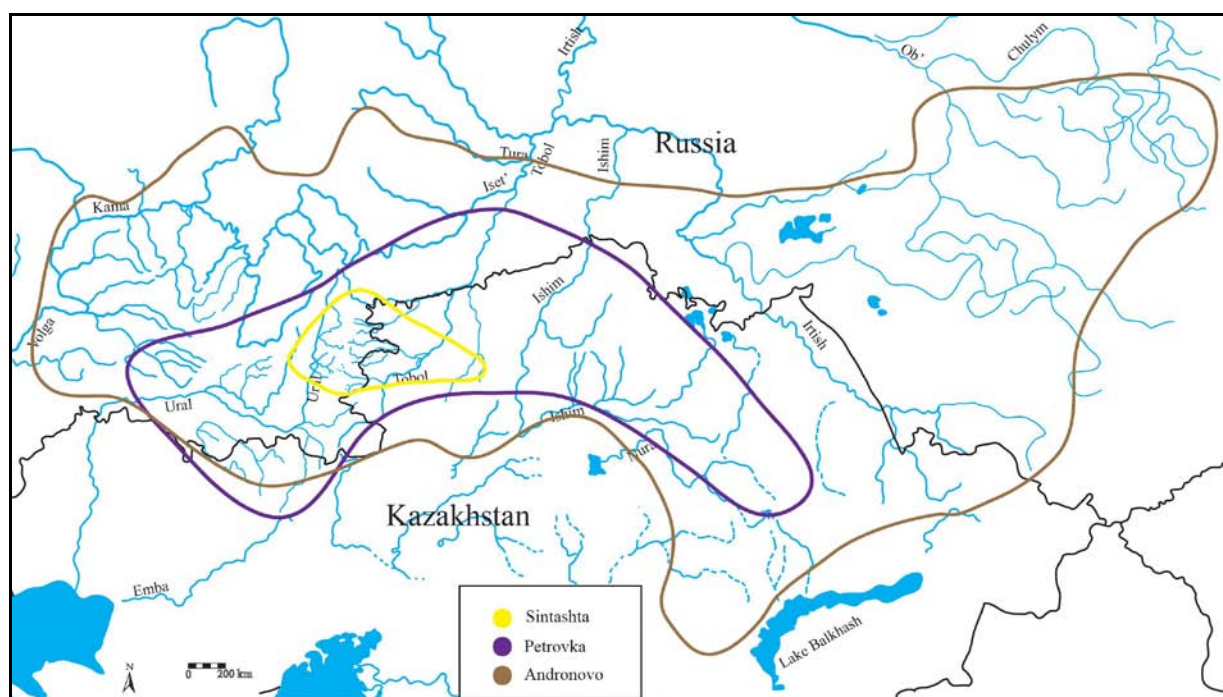 Irtish
Ob'
Chulym
Russia
Tura
Tobol
Ishim
Iset'
Kama
Ishim
Volga
Irtish
Ural
Tobol
Ural
Ishim
Nura
Kazakhstan
Emba
Sintashta
Petrovka
Andronovo
Lake Balkhash
N
0 200 km